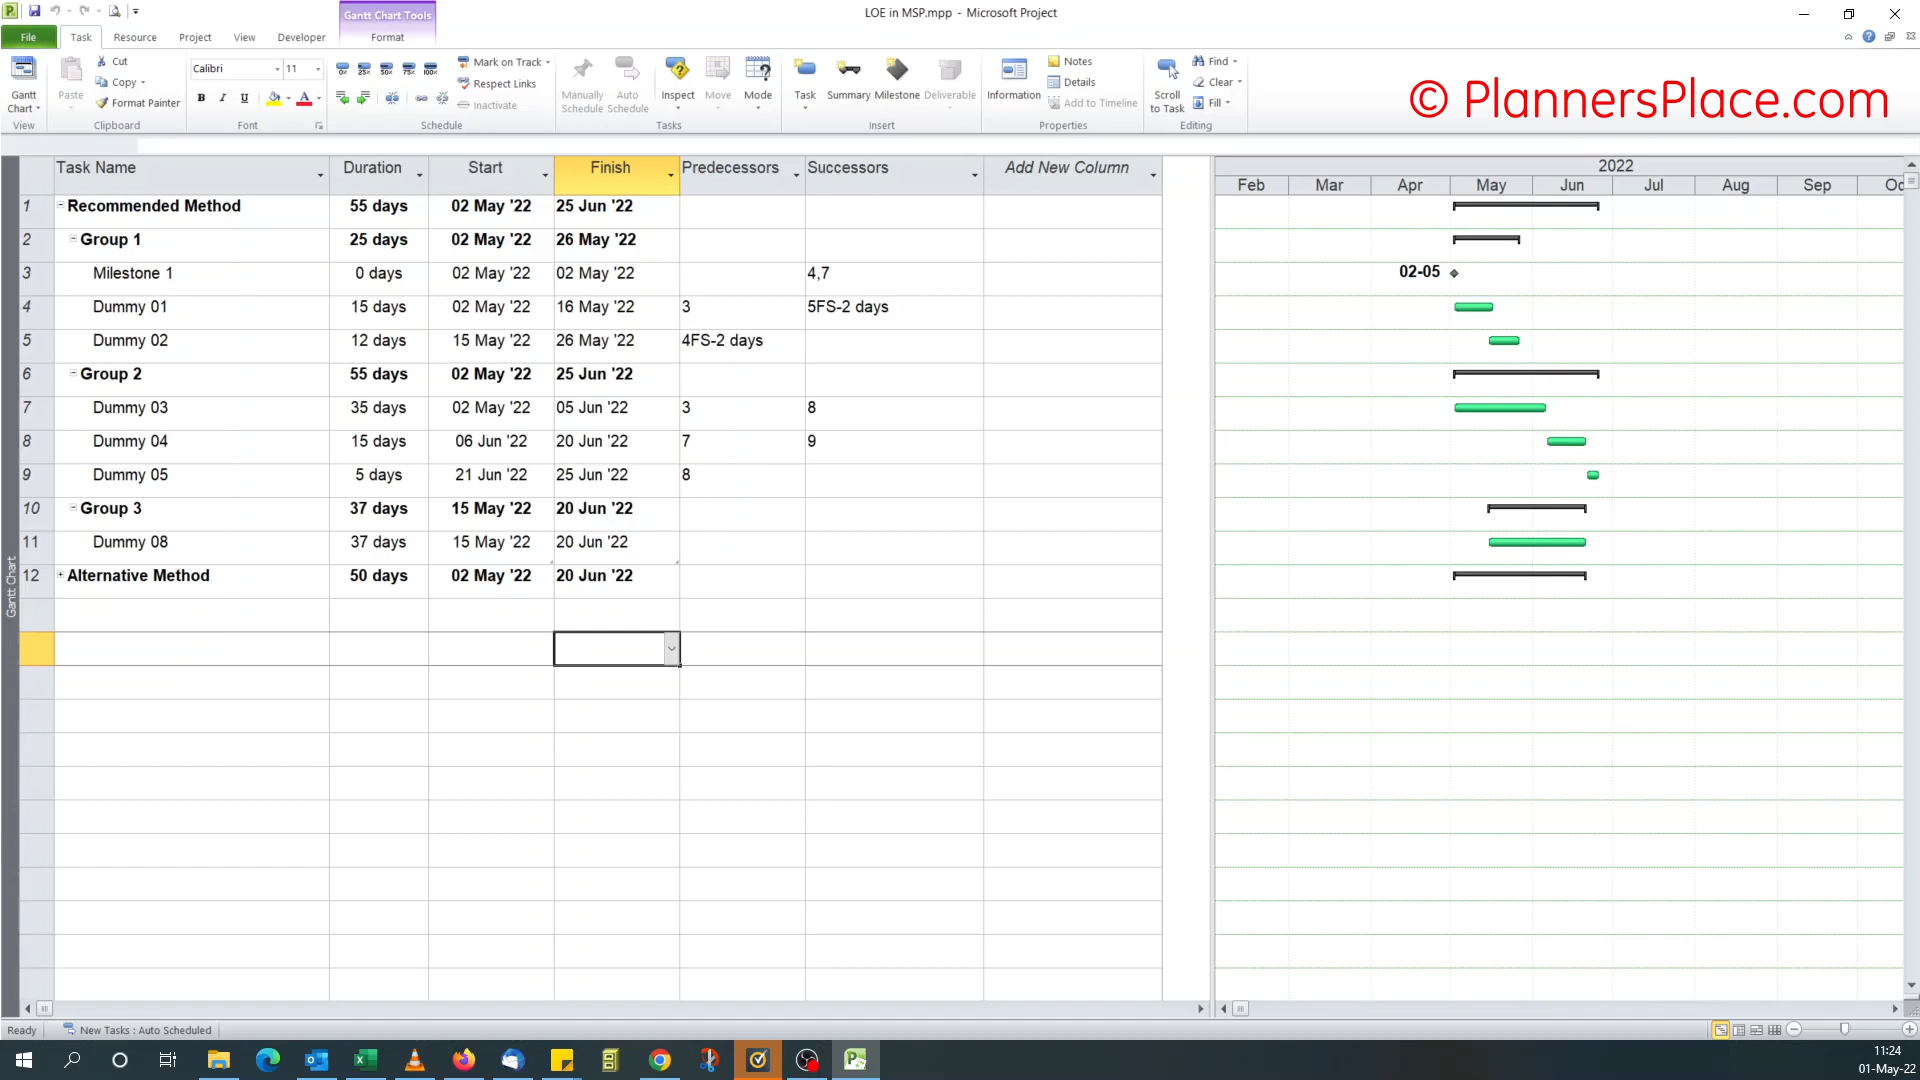 LOE in MSP.mpp - Microsoft Project
Gantt Chart Tools
File Task Resource Project View Developer Format
Gantt Chart
View
Paste
Cut
Copy
Format Painter
Clipboard
Calibri 11
B I U A
Font
0% 25% 50% 75% 100%
Mark on Track
Respect Links
Inactivate
Schedule
Manually Schedule
Auto Schedule
Inspect
Move
Mode
Tasks
Task
Summary
Milestone
Deliverable
Insert
Information
Notes
Details
Add to Timeline
Properties
Scroll to Task
Find
Clear
Fill
Editing
© PlannersPlace.com
Task Name Duration Start Finish Predecessors Successors Add New Column
2022
Feb Mar Apr May Jun Jul Aug Sep Oc
1 Recommended Method 55 days 02 May '22 25 Jun '22
2 Group 1 25 days 02 May '22 26 May '22
3 Milestone 1 0 days 02 May '22 02 May '22 4,7 02-05
4 Dummy 01 15 days 02 May '22 16 May '22 3 5FS-2 days
5 Dummy 02 12 days 15 May '22 26 May '22 4FS-2 days
6 Group 2 55 days 02 May '22 25 Jun '22
7 Dummy 03 35 days 02 May '22 05 Jun '22 3 8
8 Dummy 04 15 days 06 Jun '22 20 Jun '22 7 9
9 Dummy 05 5 days 21 Jun '22 25 Jun '22 8
10 Group 3 37 days 15 May '22 20 Jun '22
11 Dummy 08 37 days 15 May '22 20 Jun '22
12 Alternative Method 50 days 02 May '22 20 Jun '22
Gantt Chart
Ready New Tasks : Auto Scheduled
11:24
01-May-22